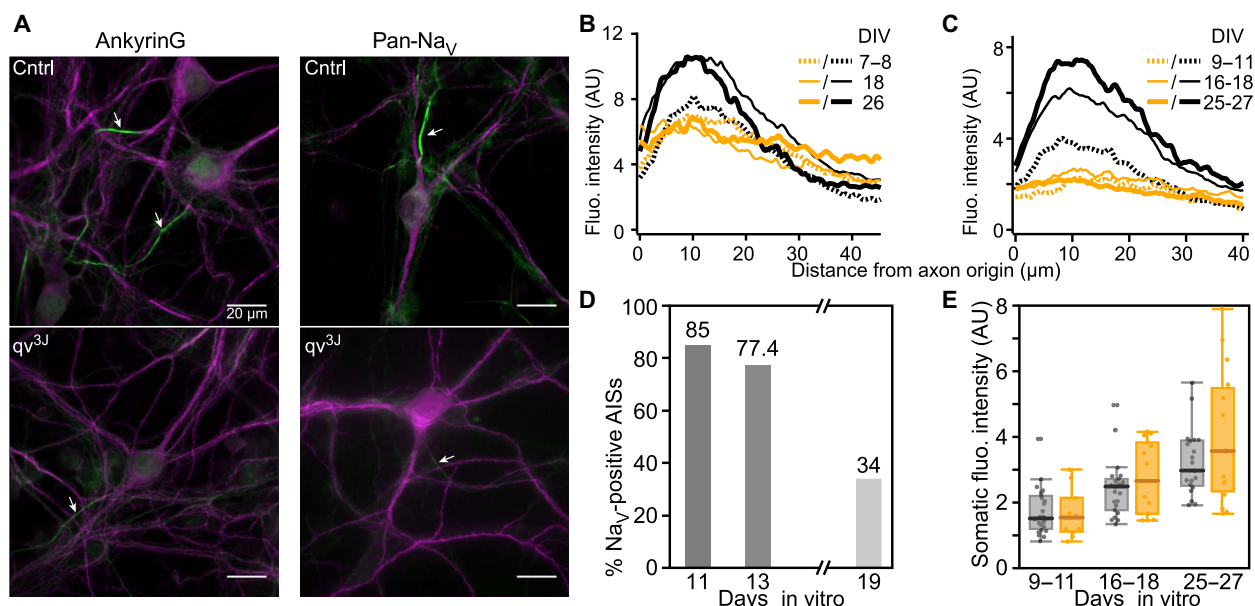 A
AnkyrinG
Pan-NaV
Cntrl
Cntrl
20 µm
qv3J
qv3J
B
Fluo. intensity (AU)
12
8
4
0
DIV
/ 7–8
/ 18
/ 26
0 10 20 30 40
C
Fluo. intensity (AU)
8
4
0
DIV
/ 9–11
/ 16-18
/ 25-27
0 10 20 30 40
Distance from axon origin (µm)
D
% NaV-positive AISs
100
80
60
40
20
0
85
77.4
34
11 13 19
Days in vitro
E
Somatic fluo. intensity (AU)
8
6
4
2
0
9–11 16–18 25–27
Days in vitro